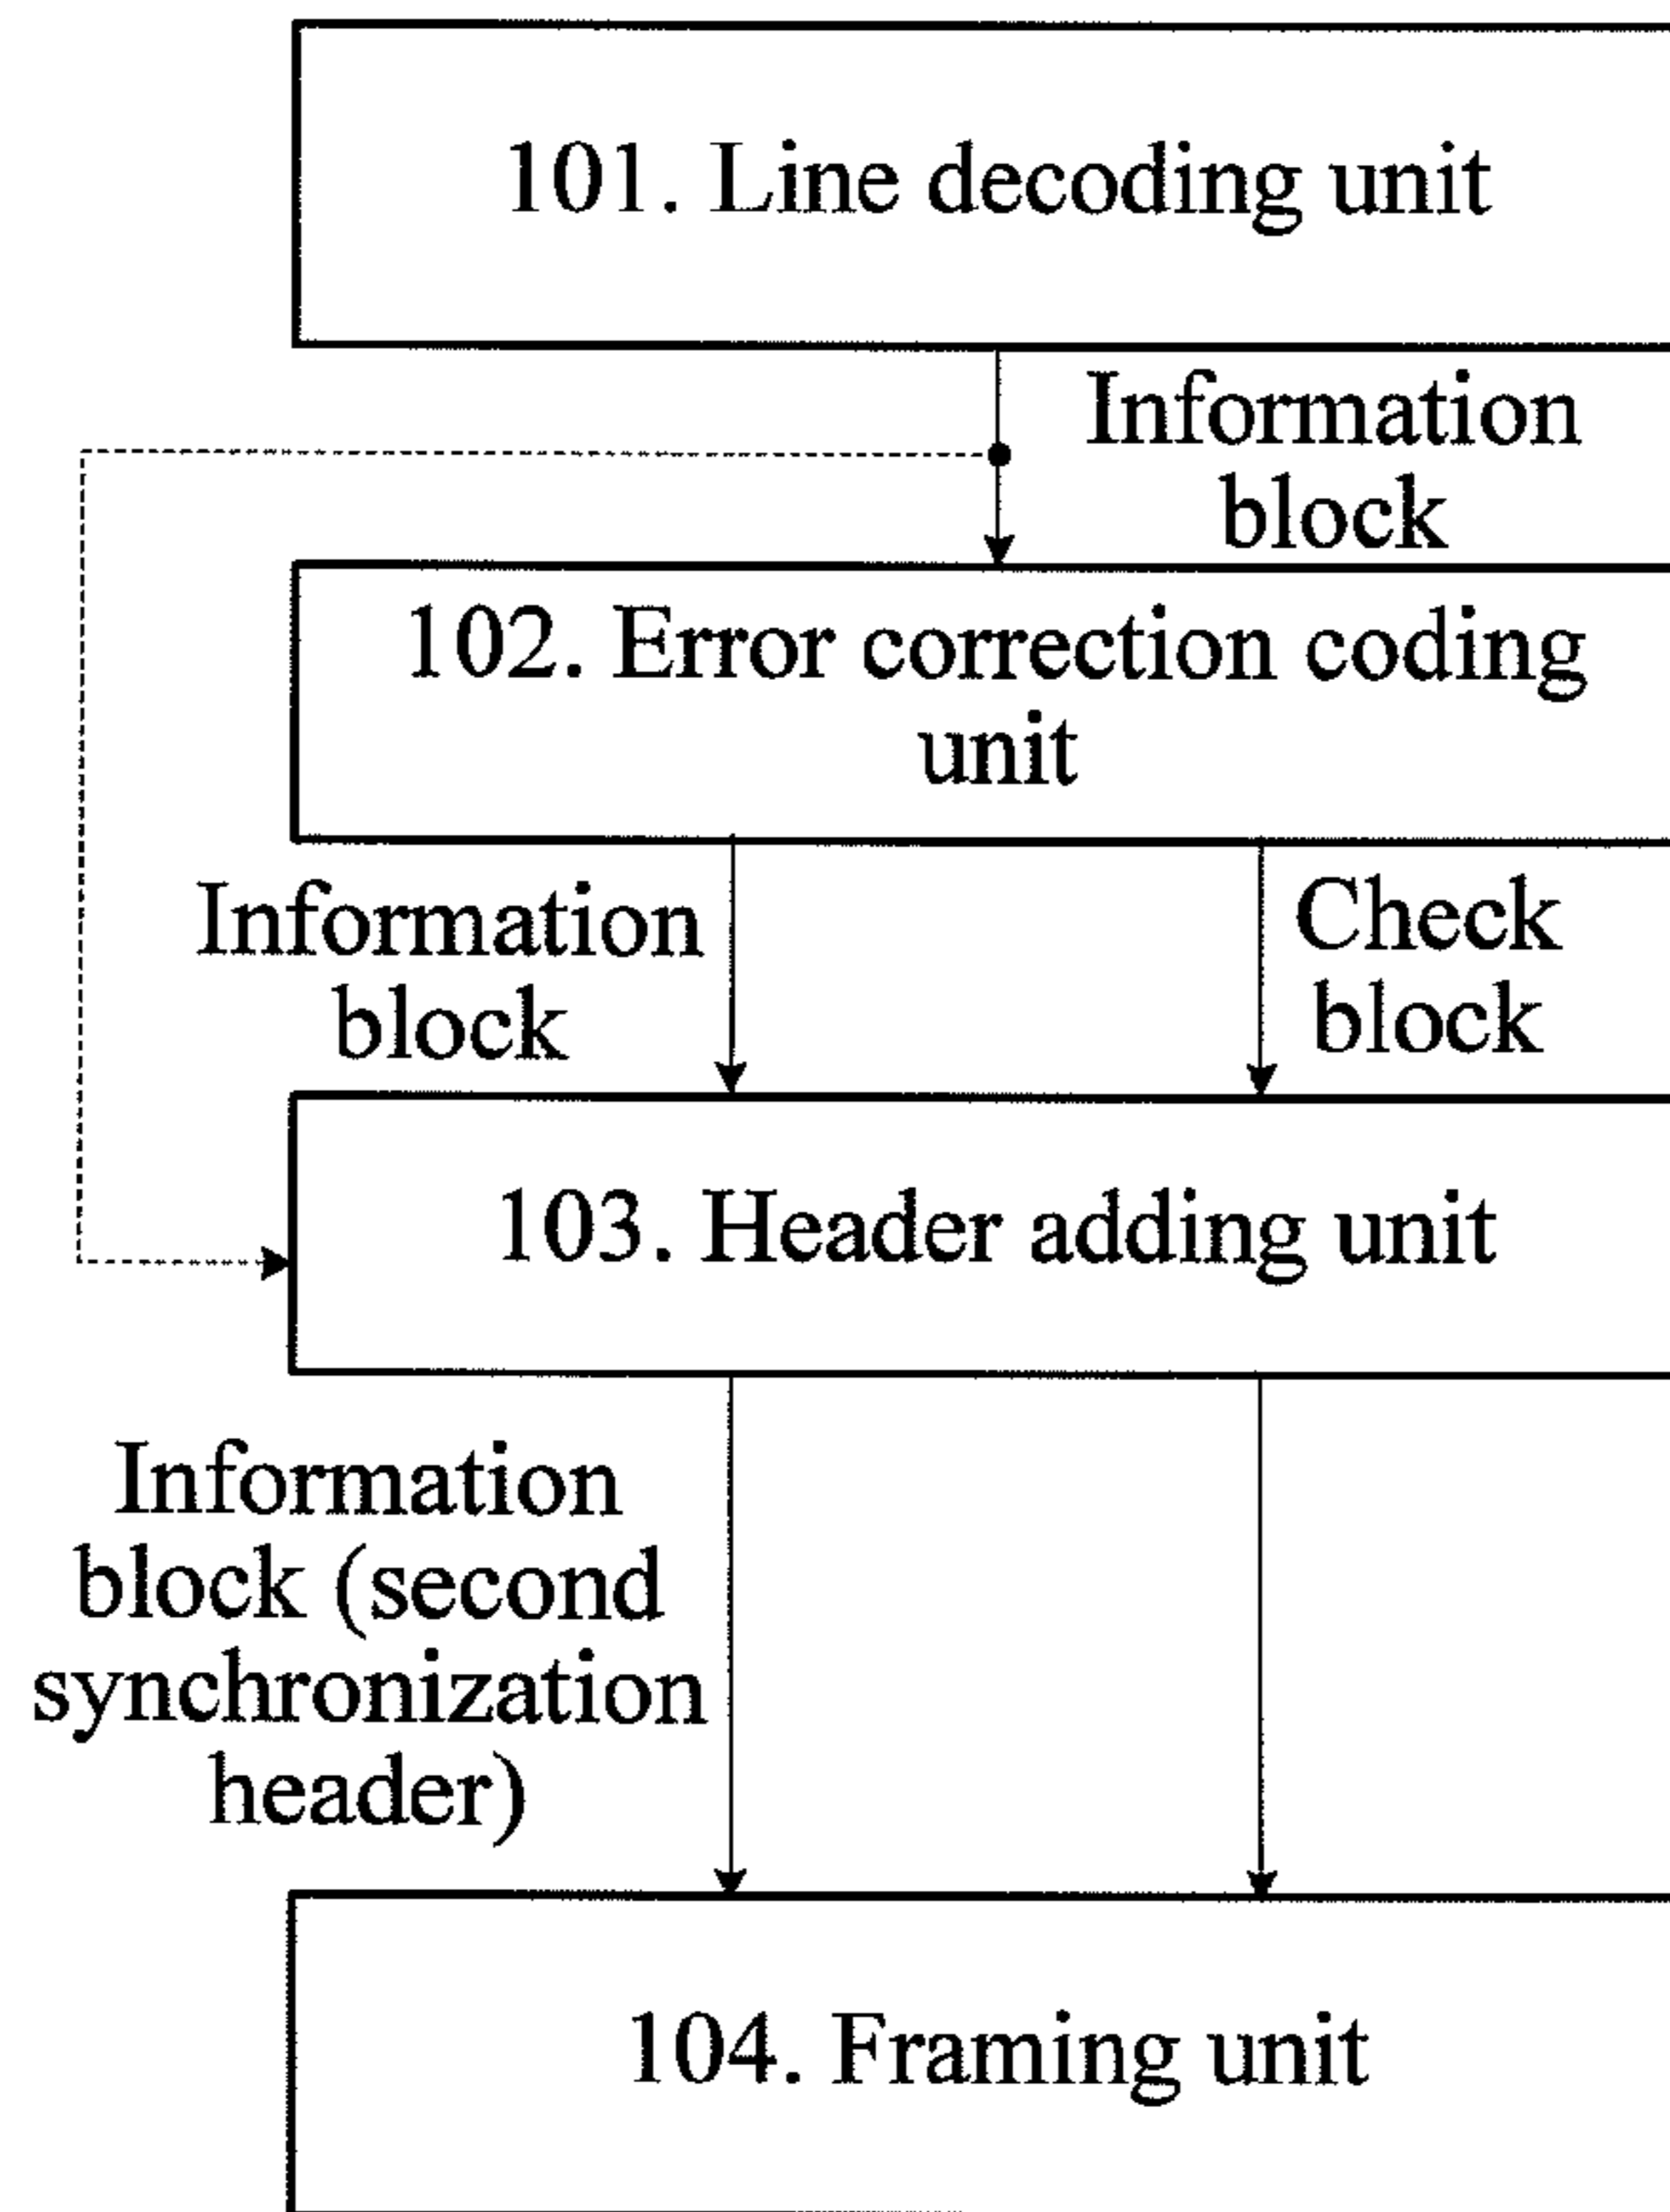 101. Line decoding unit
Information
block
102. Error correction coding
unit
Information
block
Check
block
103. Header adding unit
Information
block (second
synchronization
header)
104. Framing unit